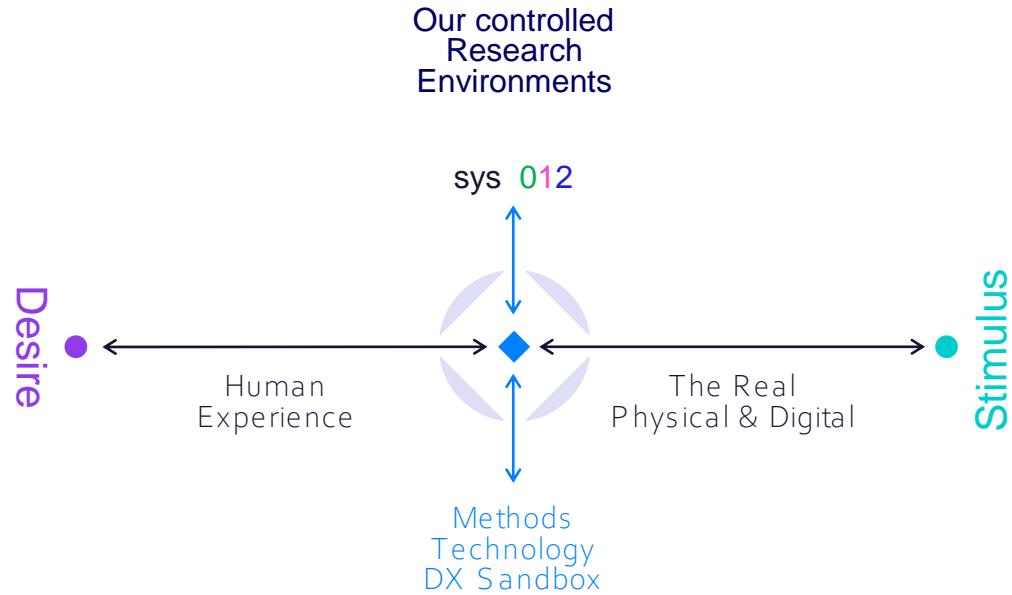 Our controlled
Research
Environments
sys 012
Desire
Stimulus
Human
Experience
The Real
Physical & Digital
Methods
Technology
DX Sandbox